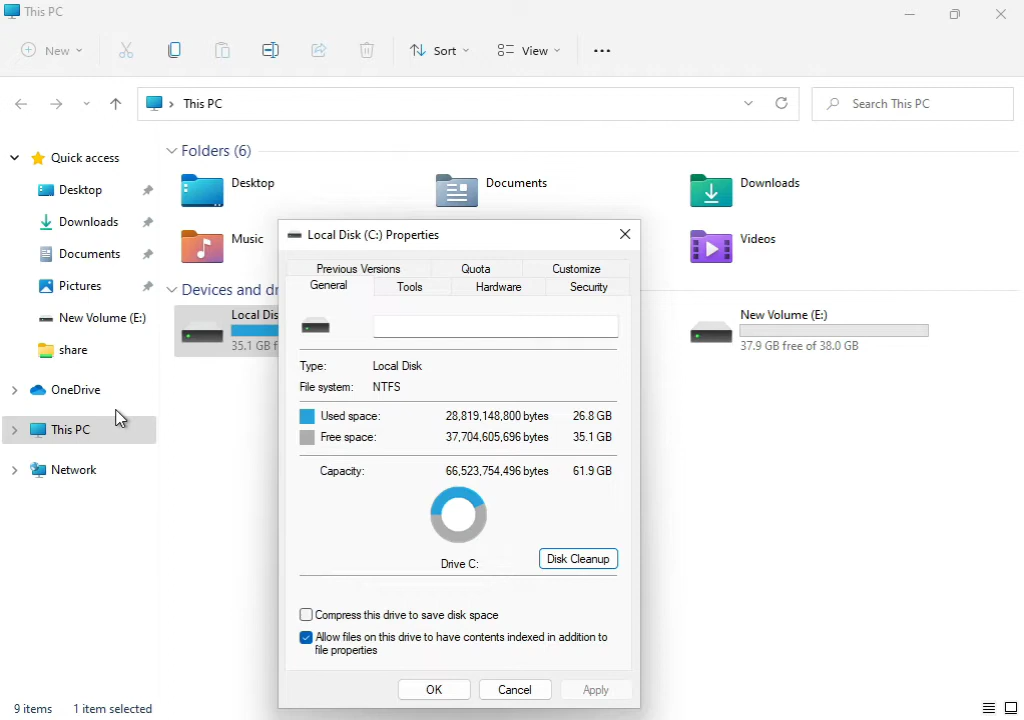 This PC
New
Sort
View
This PC
Search This PC
Quick access
Desktop
Downloads
Documents
Pictures
New Volume (E:)
share
OneDrive
This PC
Network
Folders (6)
Desktop
Documents
Downloads
Music
Videos
Devices and dr
Local Dis
35.1 GB f
New Volume (E:)
37.9 GB free of 38.0 GB
Local Disk (C:) Properties
Previous Versions
Quota
Customize
General
Tools
Hardware
Security
Type: Local Disk
File system: NTFS
Used space: 28,819,148,800 bytes 26.8 GB
Free space: 37,704,605,696 bytes 35.1 GB
Capacity: 66,523,754,496 bytes 61.9 GB
Drive C:
Disk Cleanup
Compress this drive to save disk space
Allow files on this drive to have contents indexed in addition to
file properties
OK
Cancel
Apply
9 items
1 item selected